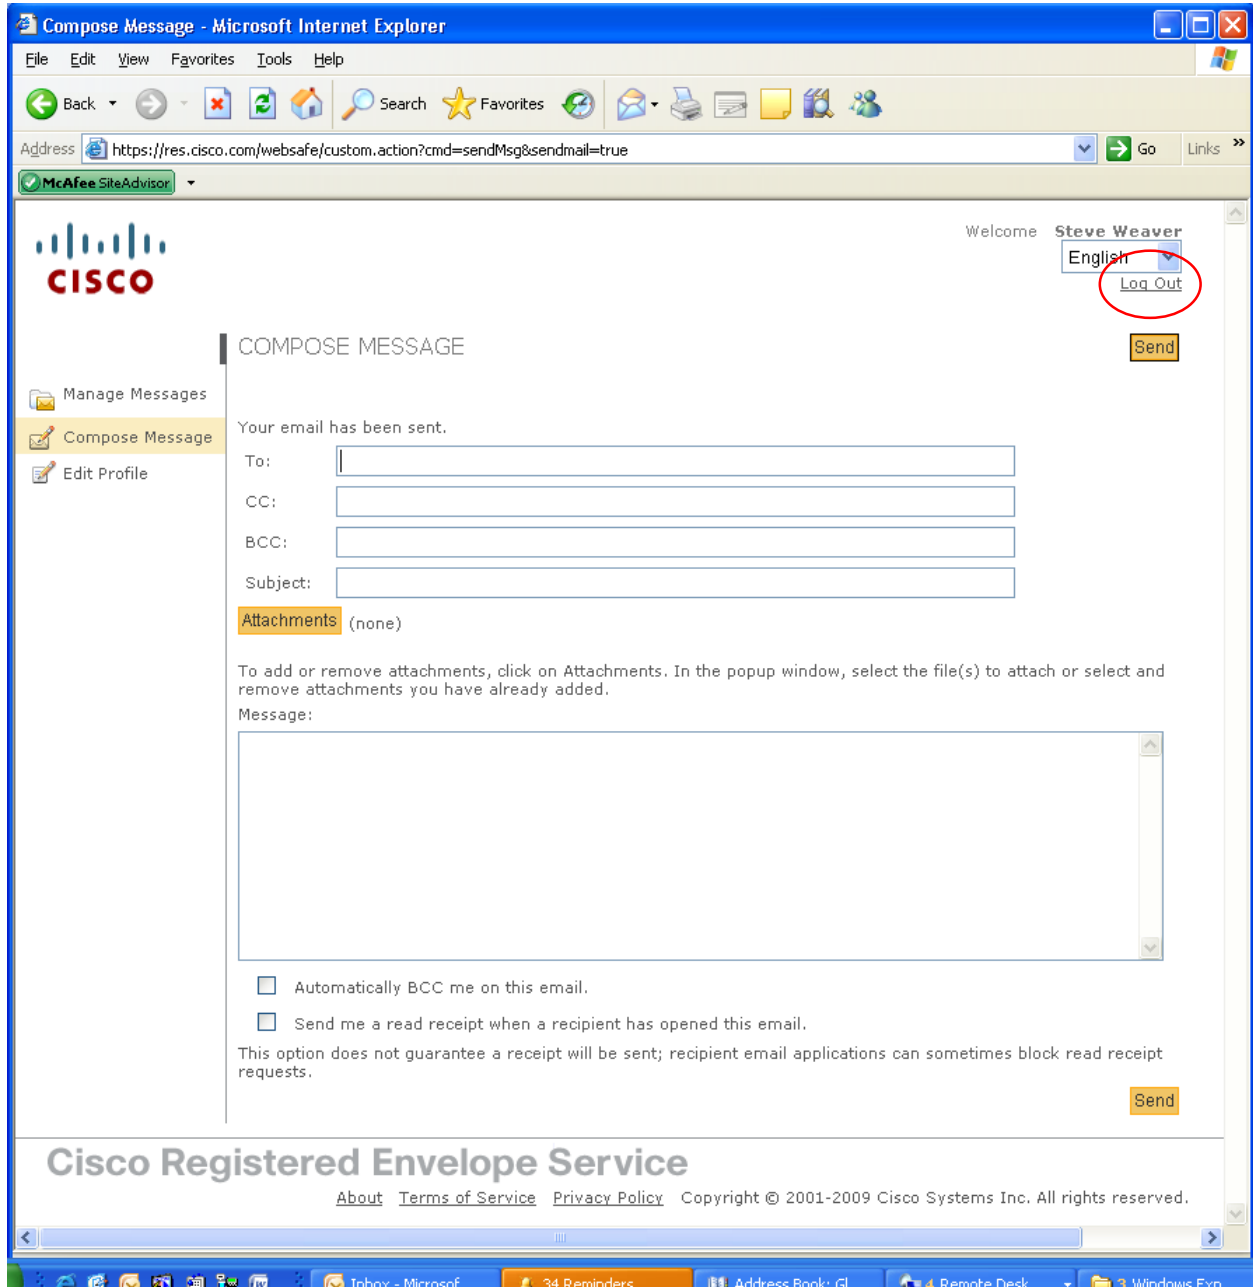 Compose Message - Microsoft Internet Explorer
File Edit View Favorites Tools Help
Back Search Favorites
Address https://res.cisco.com/websafe/custom.action?cmd=sendMsg&sendmail=true Go Links »
McAfee SiteAdvisor
Welcome Steve Weaver
English
CISCO
Log Out
COMPOSE MESSAGE Send
Manage Messages
Compose Message
Edit Profile
Your email has been sent.
To:
CC:
BCC:
Subject:
Attachments (none)
To add or remove attachments, click on Attachments. In the popup window, select the file(s) to attach or select and
remove attachments you have already added.
Message:
Automatically BCC me on this email.
Send me a read receipt when a recipient has opened this email.
This option does not guarantee a receipt will be sent; recipient email applications can sometimes block read receipt
requests.
Send
Cisco Registered Envelope Service
About Terms of Service Privacy Policy Copyright © 2001-2009 Cisco Systems Inc. All rights reserved.
Inbox - Microsof... 34 Reminders Address Book: Gl... 4 Remote Desk... 3 Windows Exp...